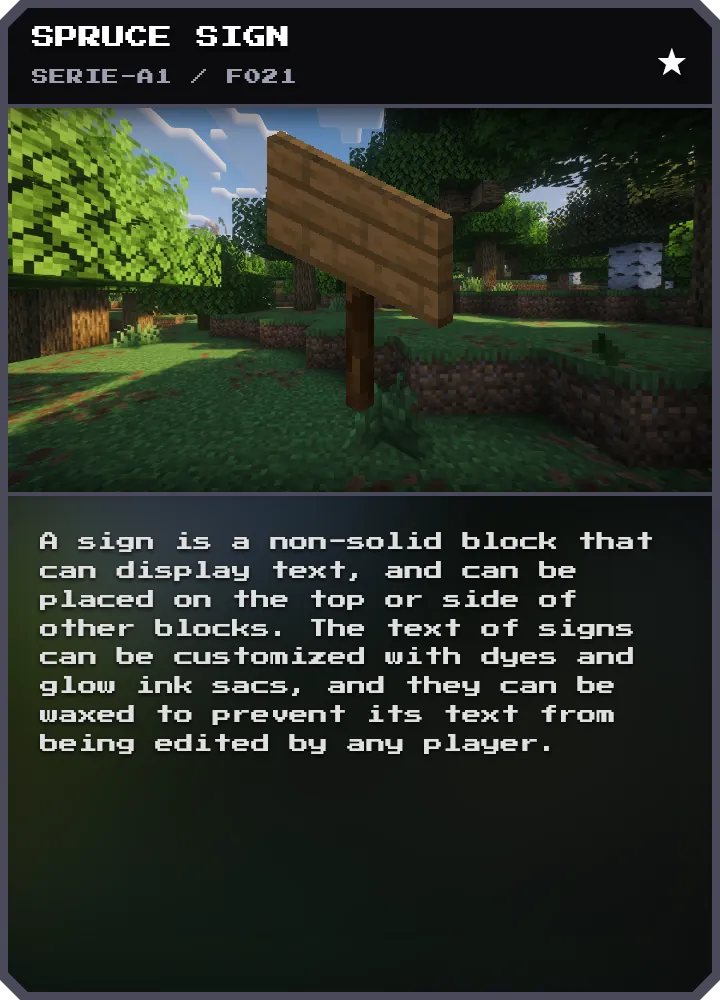 SPRUCE SIGN
SERIE-A1 / F021
A sign is a non-solid block that
can display text, and can be
placed on the top or side of
other blocks. The text of signs
can be customized with dyes and
glow ink sacs, and they can be
waxed to prevent its text from
being edited by any player.